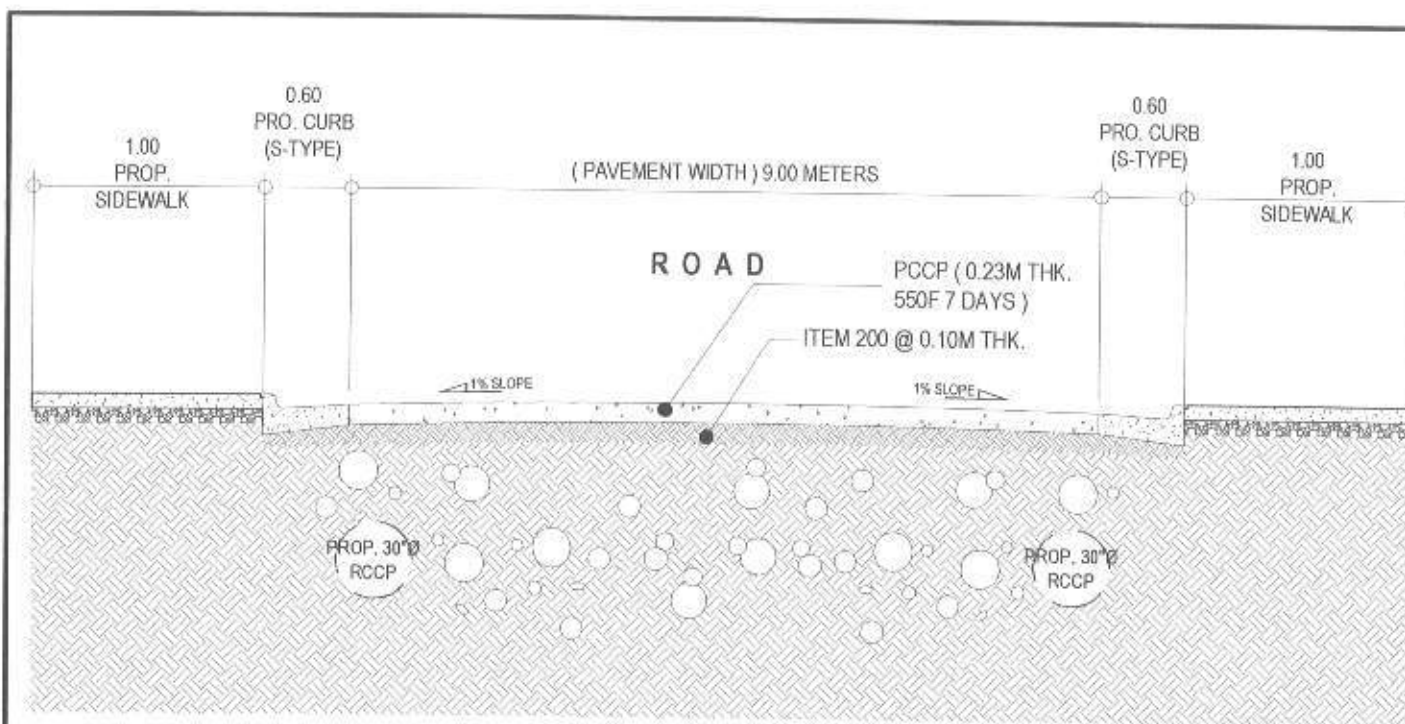 0.60
PRO. CURB
(S-TYPE)
1.00
PROP.
SIDEWALK
( PAVEMENT WIDTH ) 9.00 METERS
0.60
PRO. CURB
(S-TYPE)
1.00
PROP.
SIDEWALK
ROAD
PCCP ( 0.23M THK.
550F 7 DAYS )
ITEM 200 @ 0.10M THK.
1% SLOPE
1% SLOPE
PROP. 30"Ø
RCCP
PROP. 30"Ø
RCCP